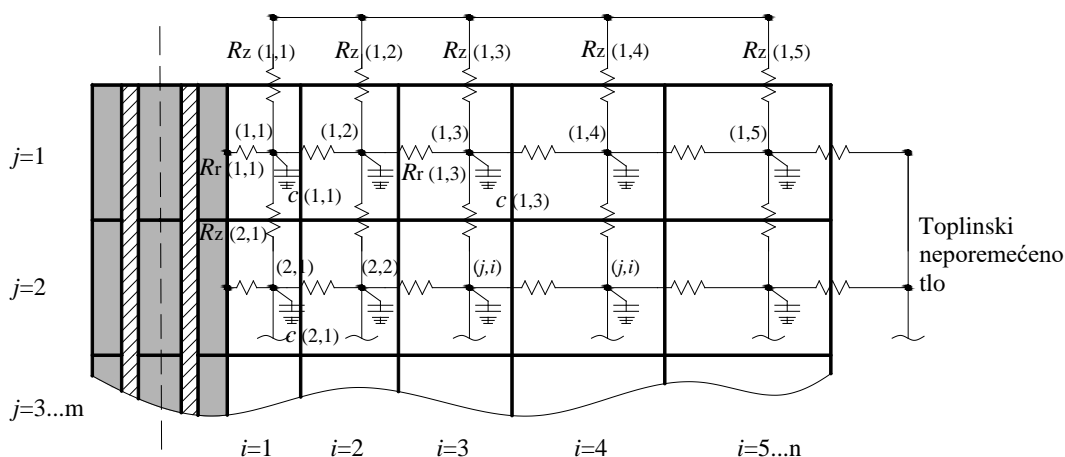 Rz (1,1) Rz (1,2) Rz (1,3) Rz (1,4) Rz (1,5)
(1,1) (1,2) (1,3) (1,4) (1,5)
j=1
Rr (1,1) Rr (1,3)
c (1,1) c (1,3)
Rz (2,1)
Toplinski
neporemećeno
tlo
(2,1) (2,2) (j,i) (j,i)
j=2
c (2,1)
j=3...m
i=1 i=2 i=3 i=4 i=5...n